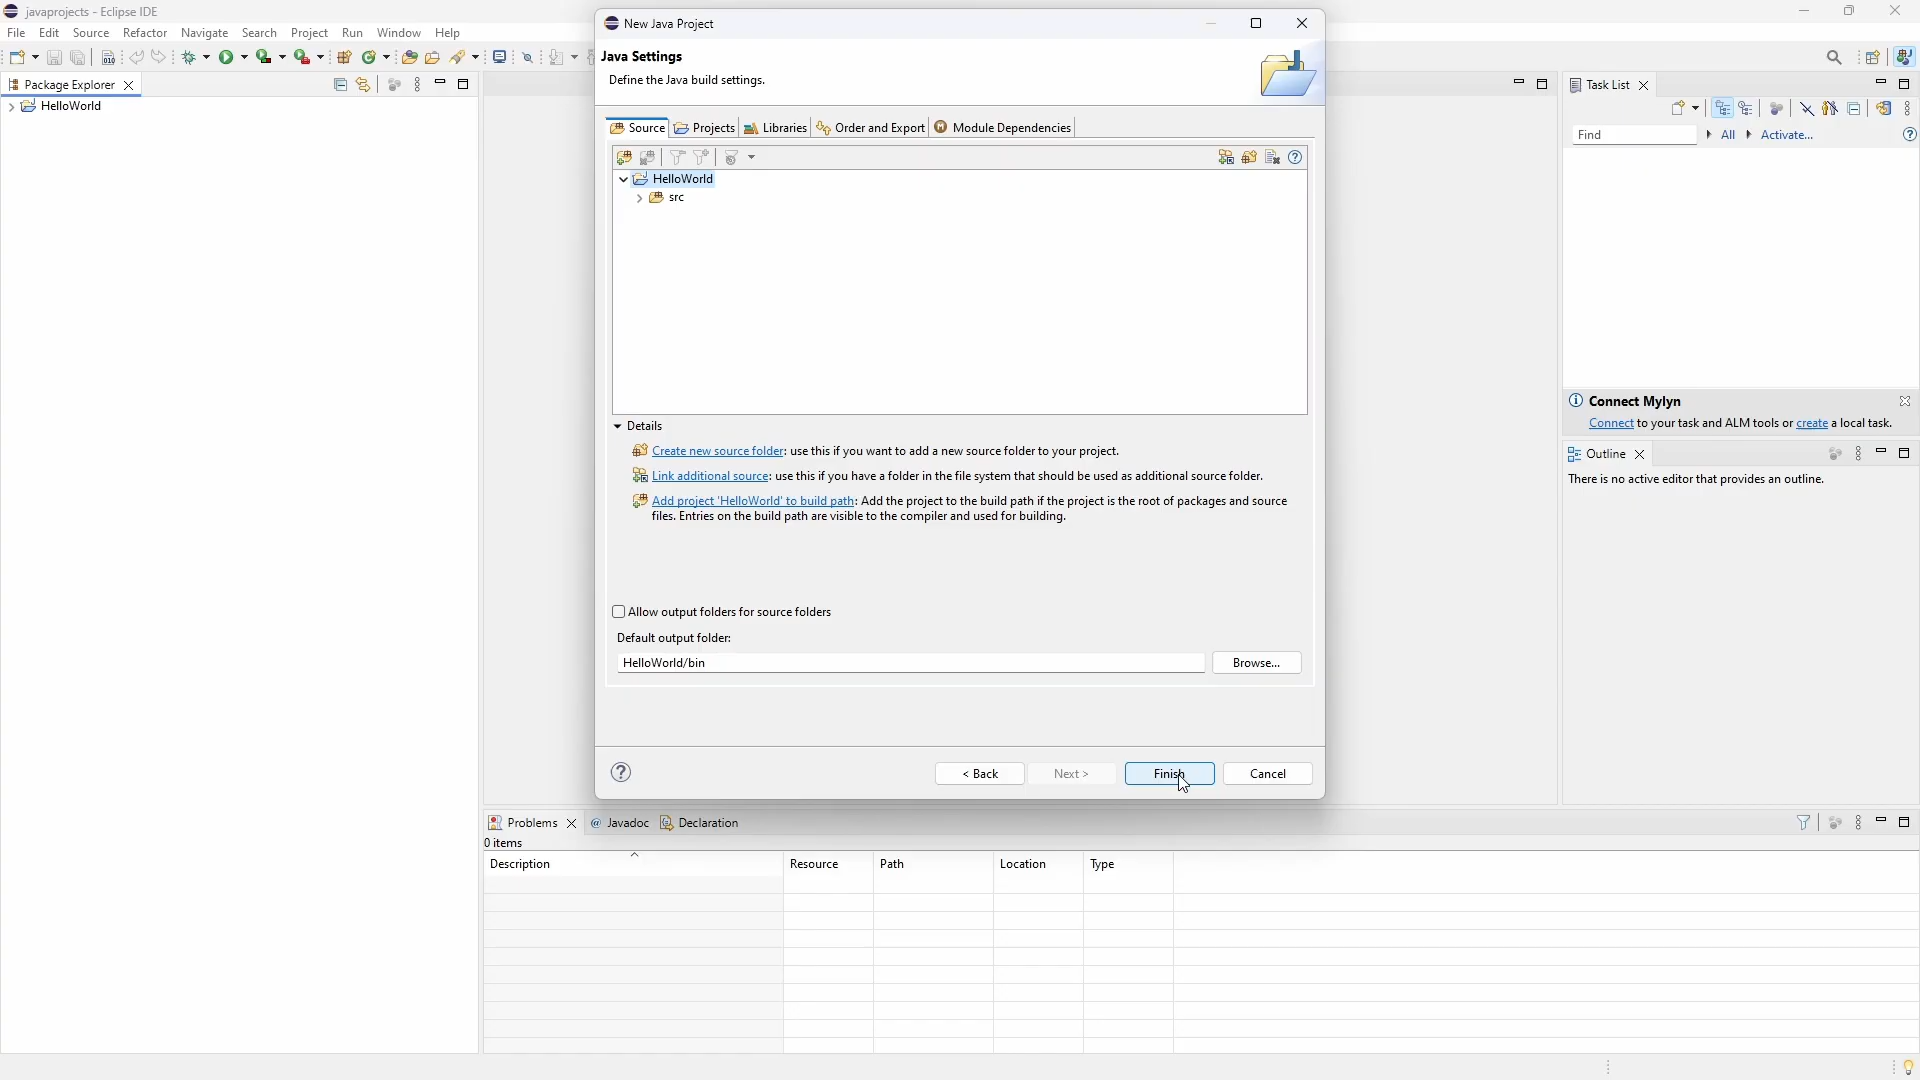 javaprojects - Eclipse IDE
File Edit Source Refactor Navigate Search Project Run Window Help
Package Explorer
HelloWorld
New Java Project
Java Settings
Define the Java build settings.
Source Projects Libraries Order and Export Module Dependencies
HelloWorld
src
Details
Create new source folder: use this if you want to add a new source folder to your project.
Link additional source: use this if you have a folder in the file system that should be used as additional source folder.
Add project 'HelloWorld' to build path: Add the project to the build path if the project is the root of packages and source
files. Entries on the build path are visible to the compiler and used for building.
Allow output folders for source folders
Default output folder:
HelloWorld/bin Browse...
< Back Next > Finish Cancel
Task List
Find All Activate...
Connect Mylyn
Connect to your task and ALM tools or create a local task.
Outline
There is no active editor that provides an outline.
Problems Javadoc Declaration
0 items
Description Resource Path Location Type